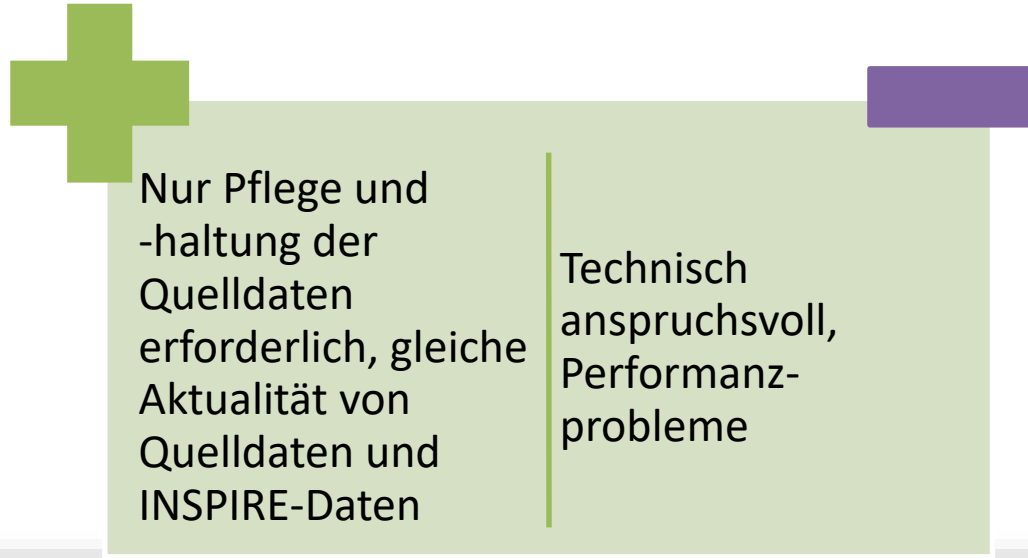 Nur Pflege und
-haltung der
Quelldaten
erforderlich, gleiche
Aktualität von
Quelldaten und
INSPIRE-Daten
Technisch
anspruchsvoll,
Performanz-
probleme